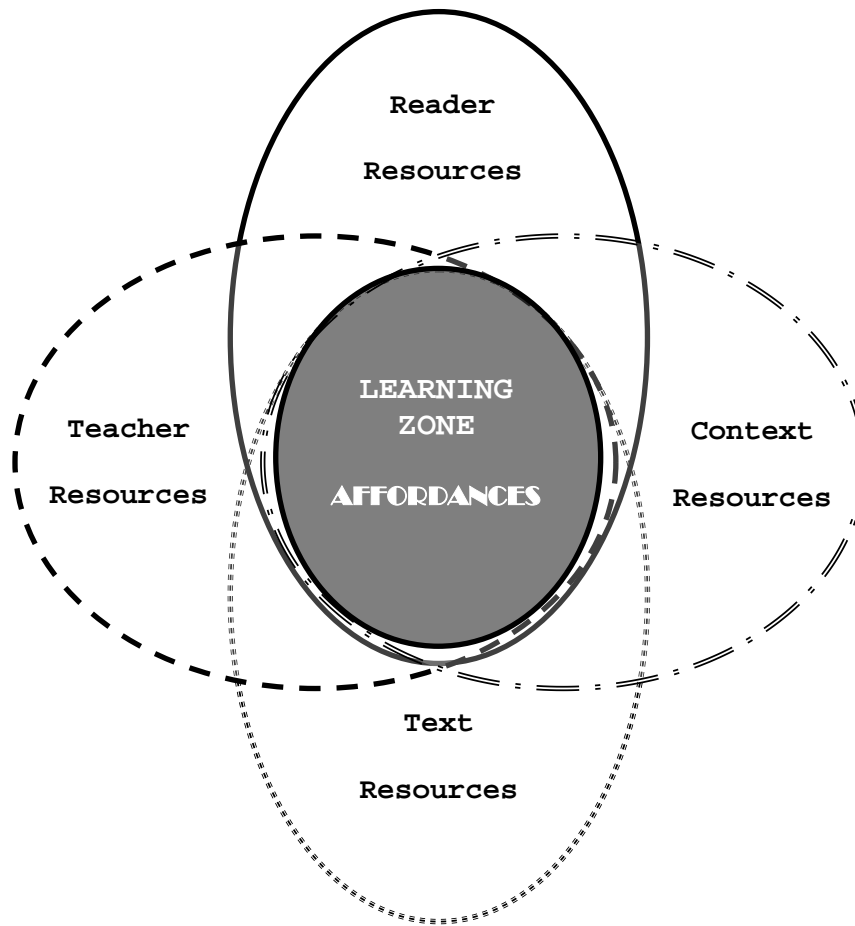 Reader
Resources
LEARNING
ZONE
AFFORDANCES
Teacher
Resources
Context
Resources
Text
Resources